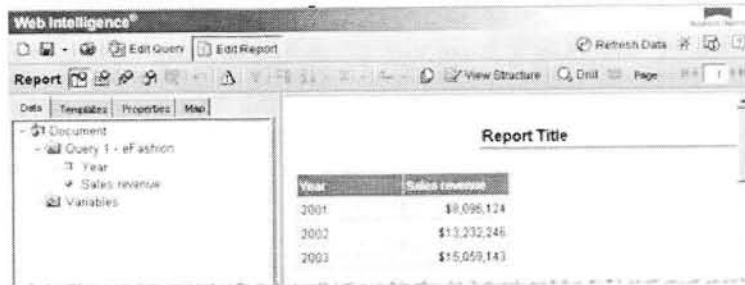 Web Intelligence®
Edit Query Edit Report Refresh Data
Report View Structure Drill Page 1
Data Templates Properties Map
Document
Query 1 - eFashion
Year
Sales revenue
Variables
Report Title
Year Sales revenue
2001 $8,096,124
2002 $13,232,246
2003 $15,059,143